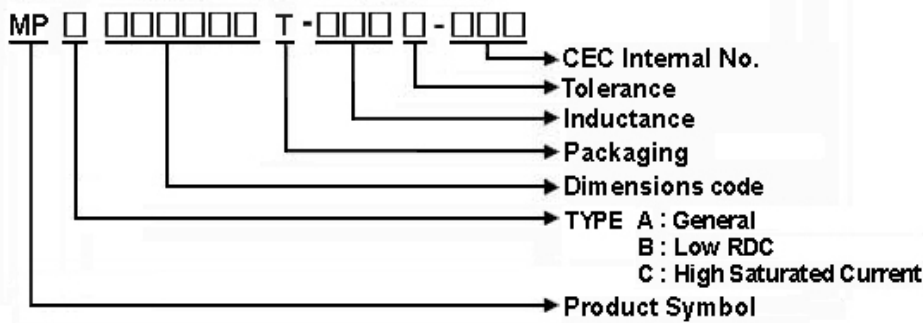 MP □ □□□□□□ T - □□□ □ - □□□
CEC Internal No.
Tolerance
Inductance
Packaging
Dimensions code
TYPE A : General
B : Low RDC
C : High Saturated Current
Product Symbol